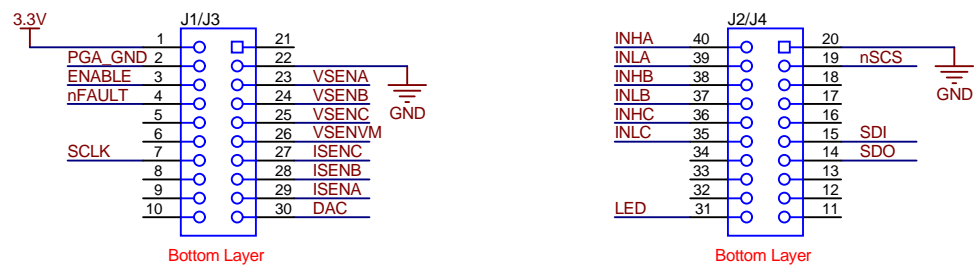 3.3V
J1/J3
1 21
PGA_GND 2 22
ENABLE 3 23 VSENA
nFAULT 4 24 VSENB
5 25 VSENC
6 26 VSENVM
SCLK 7 27 ISENC
8 28 ISENB
9 29 ISENA
10 30 DAC
GND
Bottom Layer
J2/J4
INHA 40 20
INLA 39 19 nSCS
INHB 38 18
INLB 37 17
INHC 36 16
INLC 35 15 SDI
34 14 SDO
33 13
32 12
LED 31 11
GND
Bottom Layer